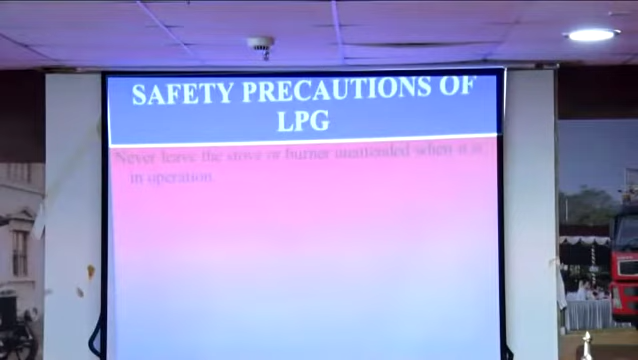 SAFETY PRECAUTIONS OF
LPG
Never leave the stove or burner unattended when it is
in operation.